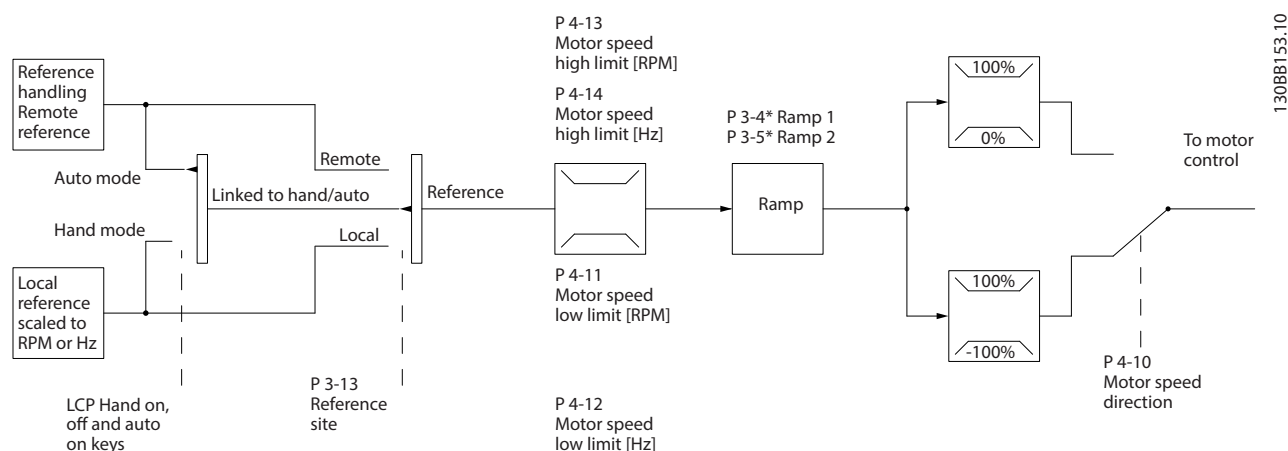 P 4-13
Motor speed
high limit [RPM]
P 4-14
Motor speed
high limit [Hz]
130BB153.10
Reference
handling
Remote
reference
P 3-4* Ramp 1
P 3-5* Ramp 2
100%
0%
To motor
control
Auto mode
Remote
Linked to hand/auto
Reference
Ramp
Hand mode
Local
Local
reference
scaled to
RPM or Hz
P 4-11
Motor speed
low limit [RPM]
100%
-100%
P 4-10
Motor speed
direction
LCP Hand on,
off and auto
on keys
P 3-13
Reference
site
P 4-12
Motor speed
low limit [Hz]